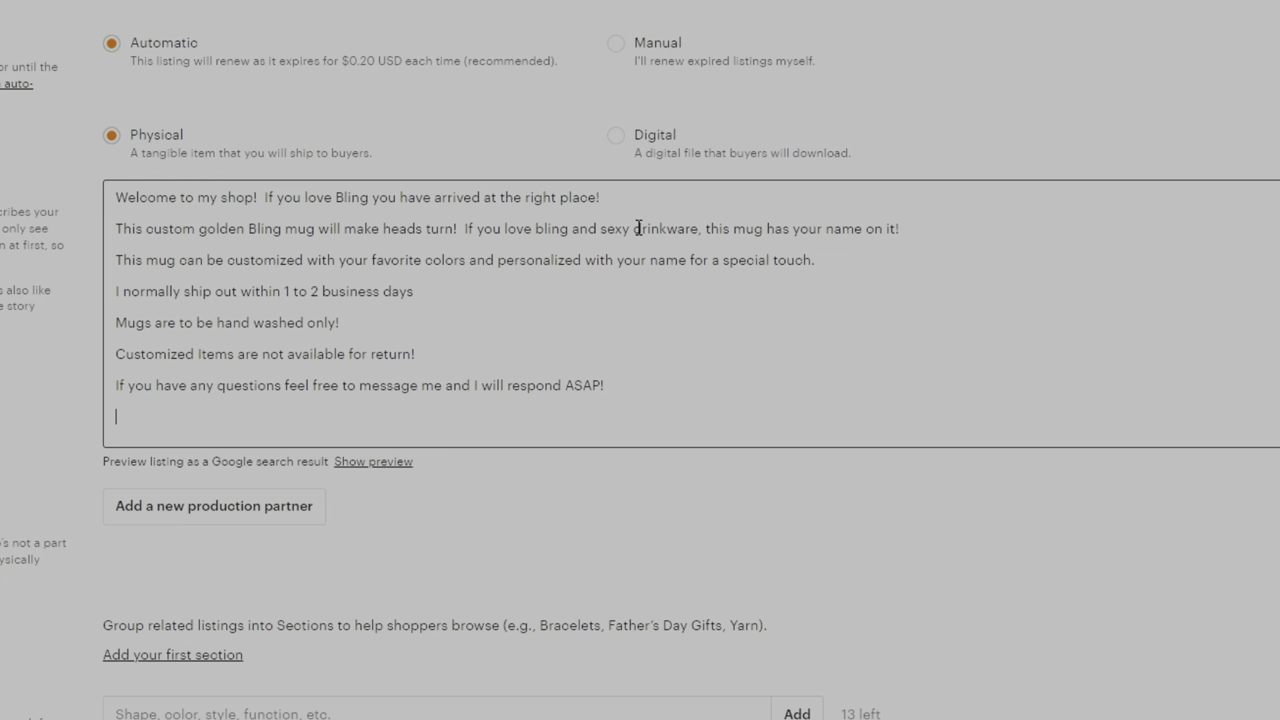 Automatic
Manual
This listing will renew as it expires for $0.20 USD each time (recommended).
I'll renew expired listings myself.
or until the
auto-
Physical
Digital
A tangible item that you will ship to buyers.
A digital file that buyers will download.
Welcome to my shop!  If you love Bling you have arrived at the right place!
cribes your
only see
n at first, so
This custom golden Bling mug will make heads turn!  If you love bling and sexy drinkware, this mug has your name on it!
This mug can be customized with your favorite colors and personalized with your name for a special touch.
s also like
e story
I normally ship out within 1 to 2 business days
Mugs are to be hand washed only!
Customized Items are not available for return!
If you have any questions feel free to message me and I will respond ASAP!
Preview listing as a Google search result Show preview
Add a new production partner
's not a part
ysically
Group related listings into Sections to help shoppers browse (e.g., Bracelets, Father's Day Gifts, Yarn).
Add your first section
Shape, color, style, function, etc.
Add
13 left